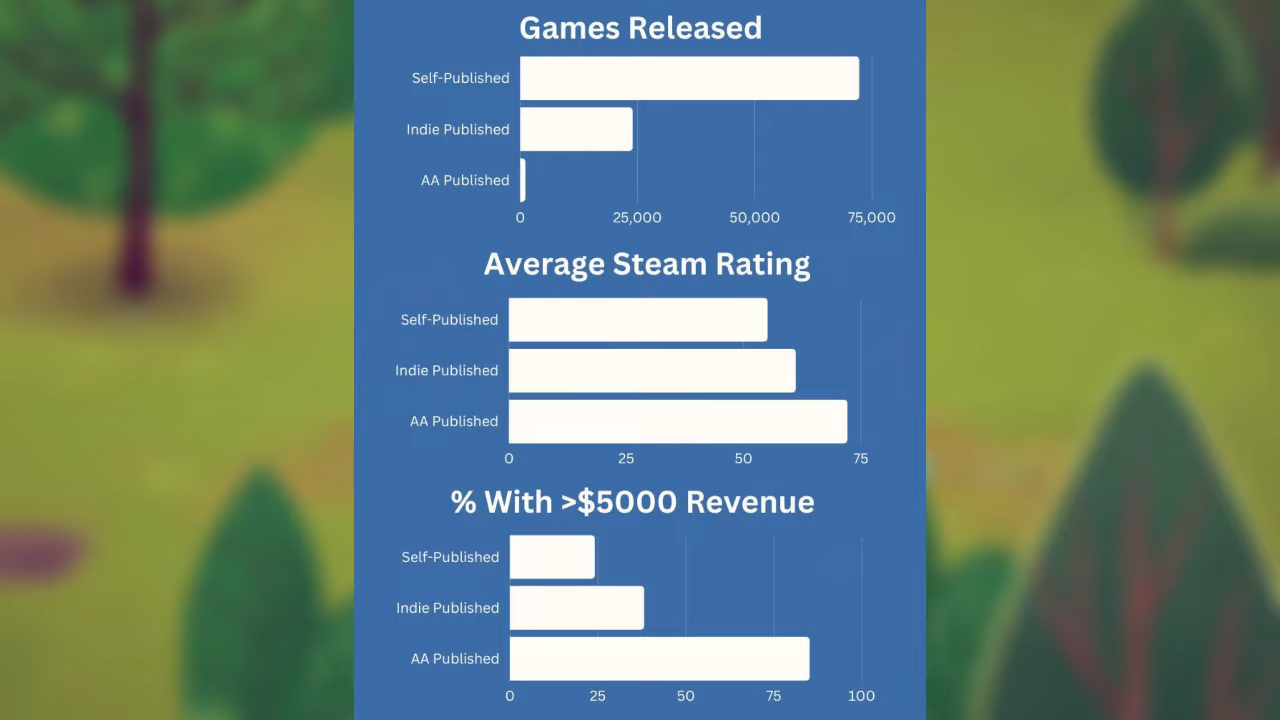 Games Released
Self-Published
Indie Published
AA Published
0 25,000 50,000 75,000
Average Steam Rating
Self-Published
Indie Published
AA Published
0 25 50 75
% With >$5000 Revenue
Self-Published
Indie Published
AA Published
0 25 50 75 100